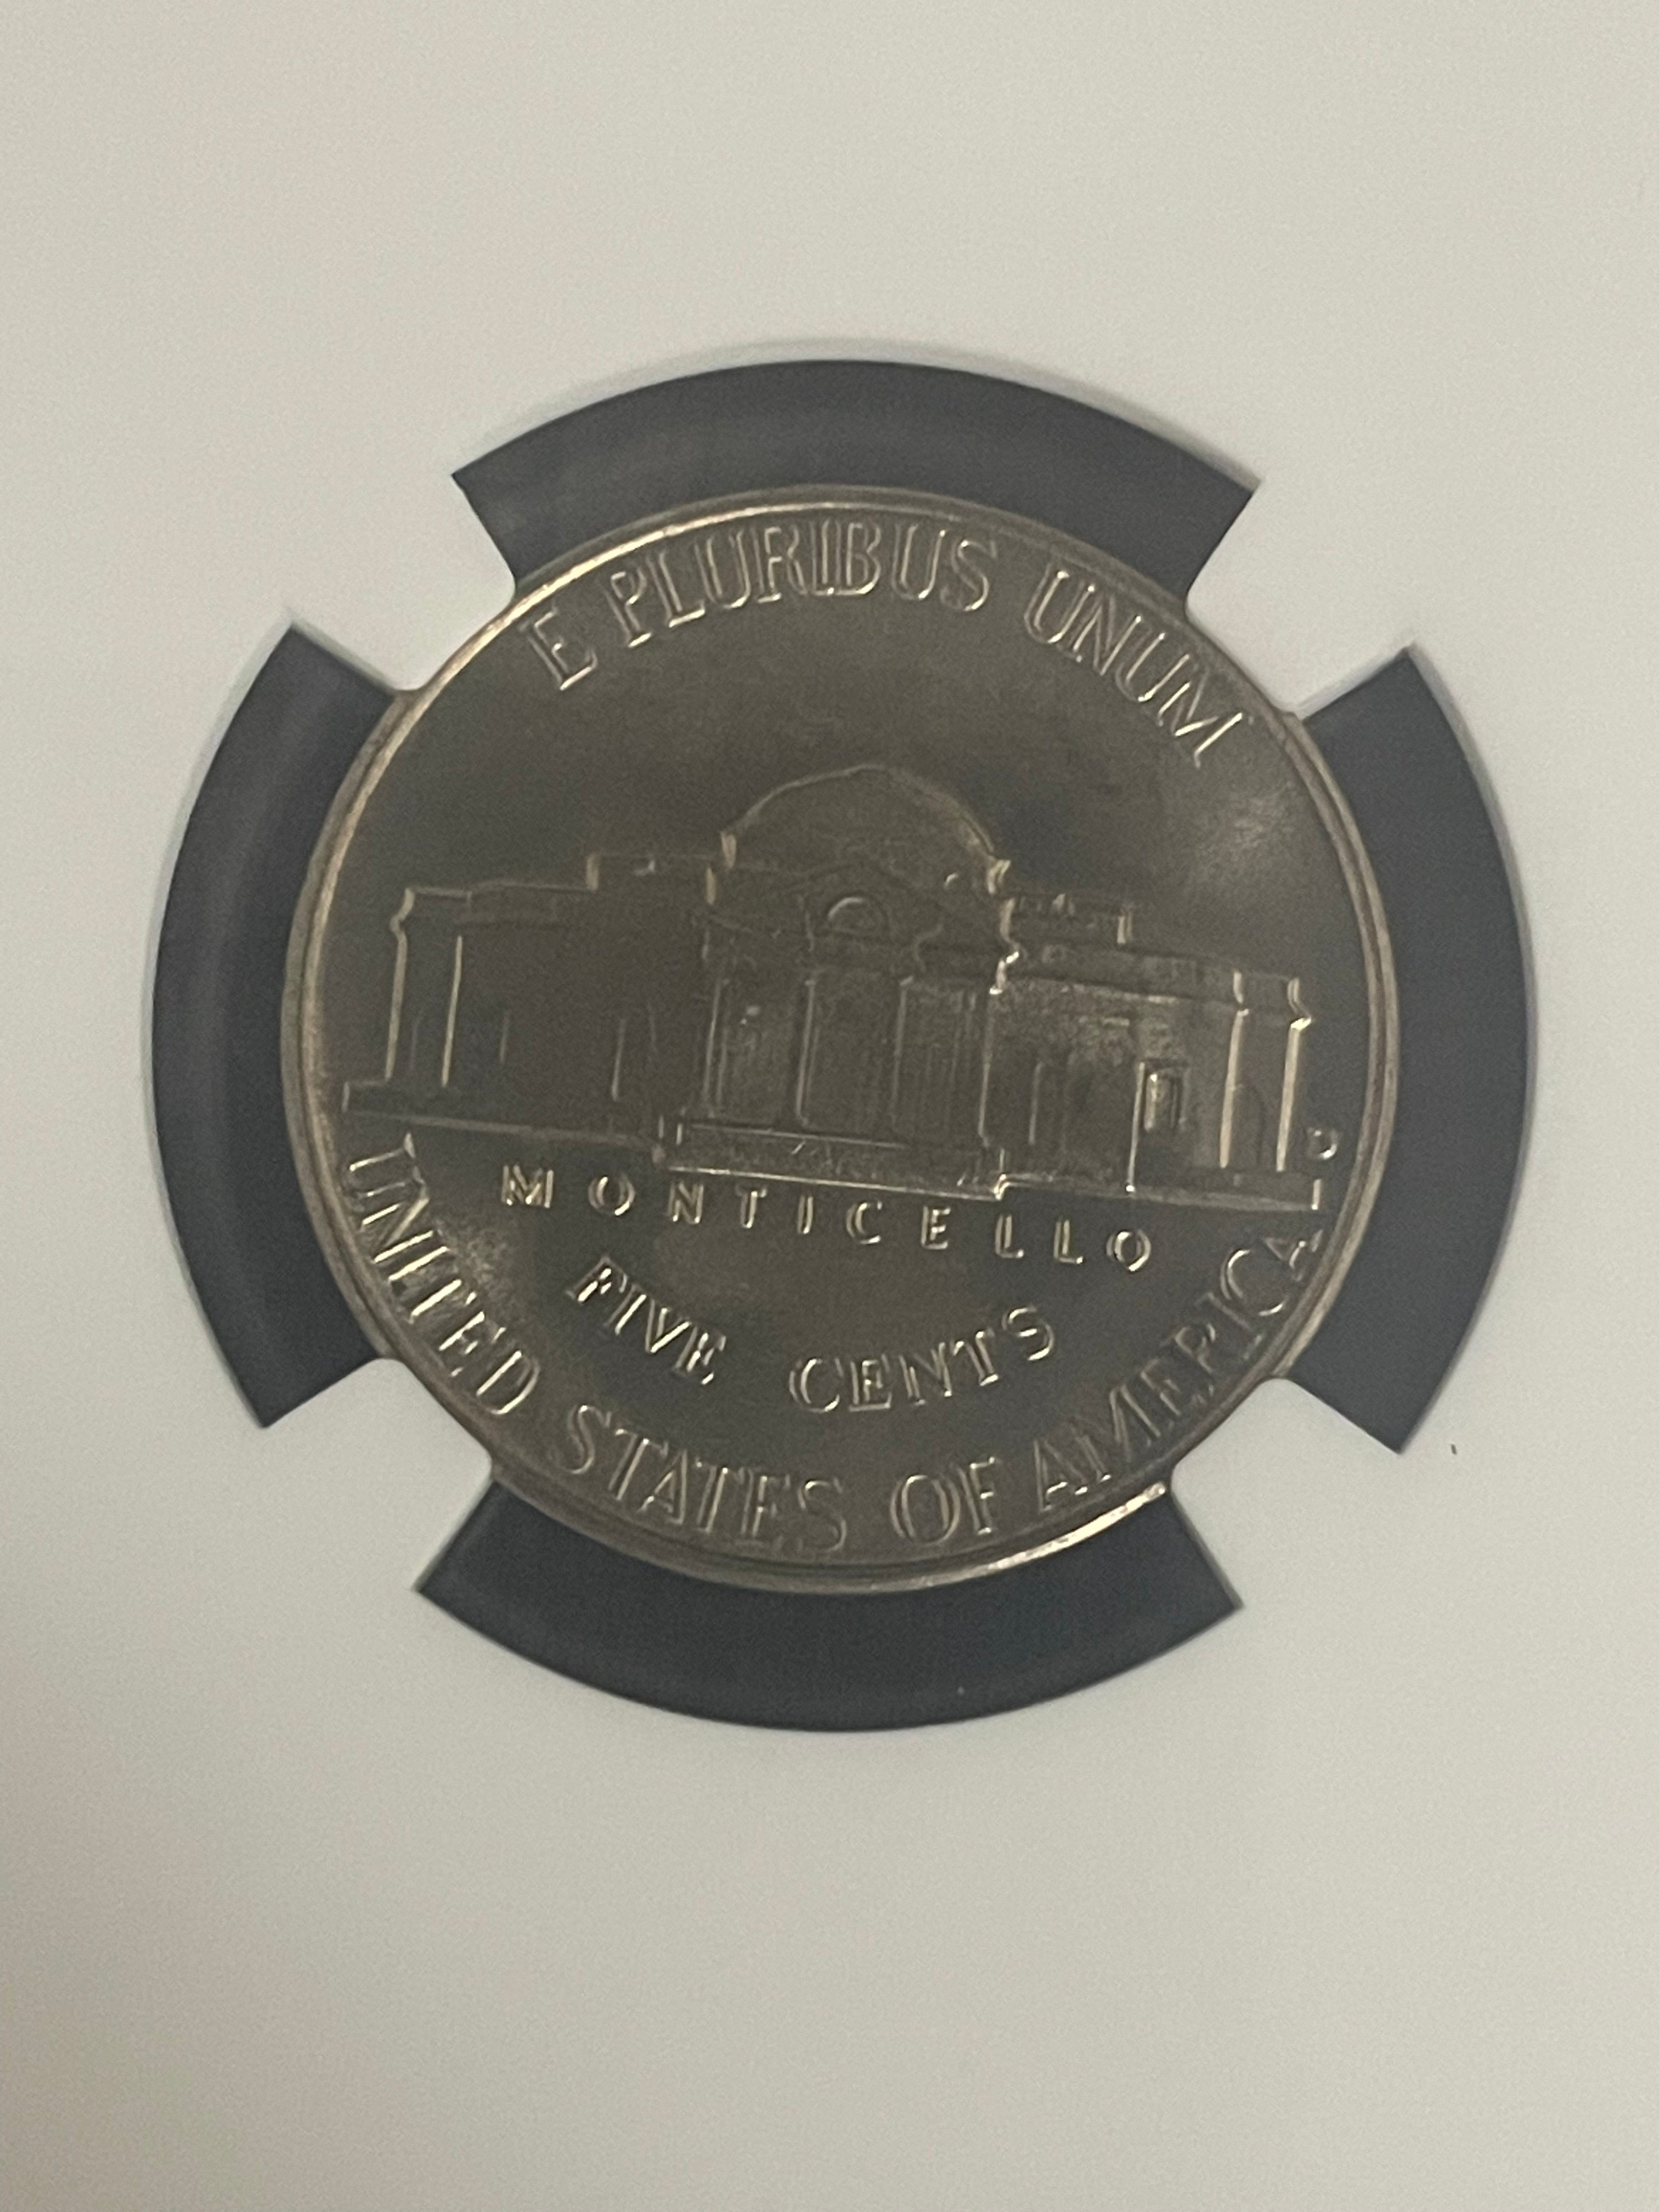 E PLURIBUS UNUM
D
MONTICELLO
FIVE CENTS
UNITED STATES OF AMERICA